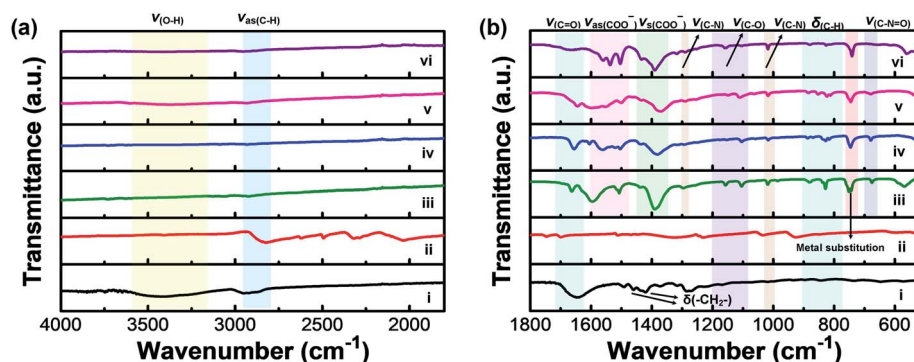 (a)
ν(O-H)
νas(C-H)
Transmittance (a.u.)
vi
v
iv
iii
ii
i
4000 3500 3000 2500 2000
Wavenumber (cm-1)
(b)
ν(C=O) νas(COO−) νs(COO−) ν(C-N) ν(C-O) ν(C-N) δ(C-H) ν(C-N=O)
Transmittance (a.u.)
vi
v
iv
iii
Metal substitution
ii
δ(-CH2-)
i
1800 1600 1400 1200 1000 800 600
Wavenumber (cm-1)